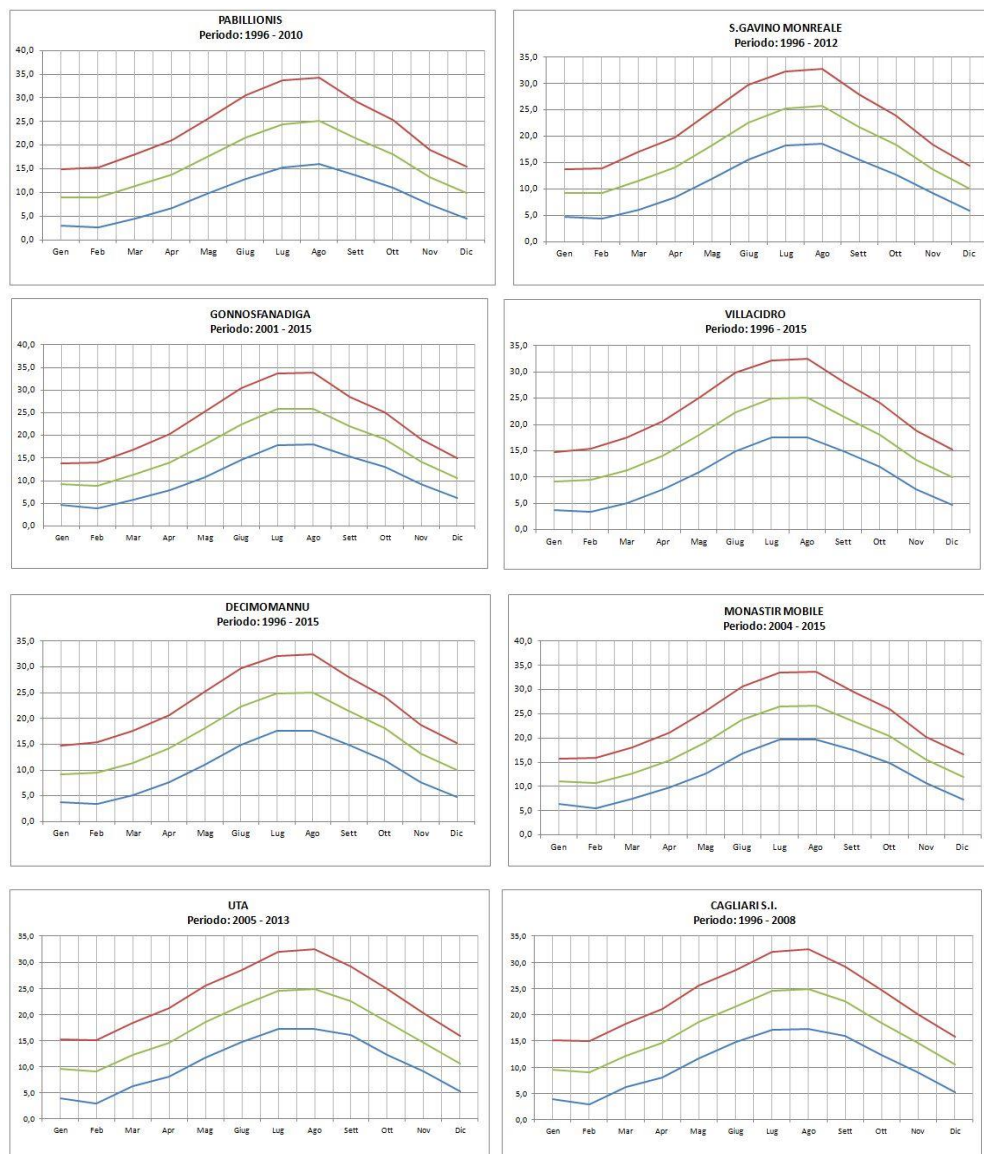 PABILLIONIS
Periodo: 1996 - 2010
40,0
35,0
30,0
25,0
20,0
15,0
10,0
5,0
0,0
Gen Feb Mar Apr Mag Giug Lug Ago Sett Ott Nov Dic
S.GAVINO MONREALE
Periodo: 1996 - 2012
35,0
30,0
25,0
20,0
15,0
10,0
5,0
0,0
Gen Feb Mar Apr Mag Giug Lug Ago Sett Ott Nov Dic
GONNOSFANADIGA
Periodo: 2001 - 2015
40,0
35,0
30,0
25,0
20,0
15,0
10,0
5,0
0,0
Gen Feb Mar Apr Mag Giug Lug Ago Sett Ott Nov Dic
VILLACIDRO
Periodo: 1996 - 2015
35,0
30,0
25,0
20,0
15,0
10,0
5,0
0,0
Gen Feb Mar Apr Mag Giug Lug Ago Sett Ott Nov Dic
DECIMOMANNU
Periodo: 1996 - 2015
35,0
30,0
25,0
20,0
15,0
10,0
5,0
0,0
Gen Feb Mar Apr Mag Giug Lug Ago Sett Ott Nov Dic
MONASTIR MOBILE
Periodo: 2004 - 2015
40,0
35,0
30,0
25,0
20,0
15,0
10,0
5,0
0,0
Gen Feb Mar Apr Mag Giug Lug Ago Sett Ott Nov Dic
UTA
Periodo: 2005 - 2013
35,0
30,0
25,0
20,0
15,0
10,0
5,0
0,0
Gen Feb Mar Apr Mag Giug Lug Ago Sett Ott Nov Dic
CAGLIARI S.I.
Periodo: 1996 - 2008
35,0
30,0
25,0
20,0
15,0
10,0
5,0
0,0
Gen Feb Mar Apr Mag Giug Lug Ago Sett Ott Nov Dic